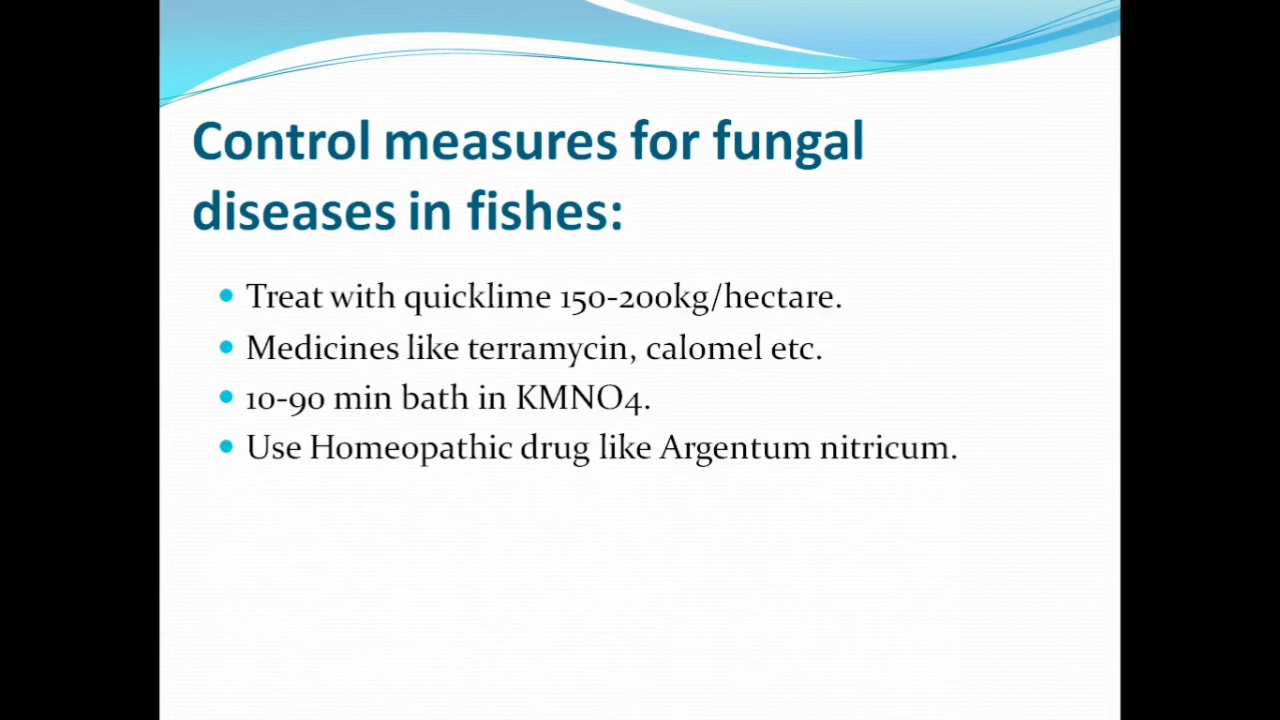 Control measures for fungal
diseases in fishes:
• Treat with quicklime 150-200kg/hectare.
• Medicines like terramycin, calomel etc.
• 10-90 min bath in KMNO4.
• Use Homeopathic drug like Argentum nitricum.